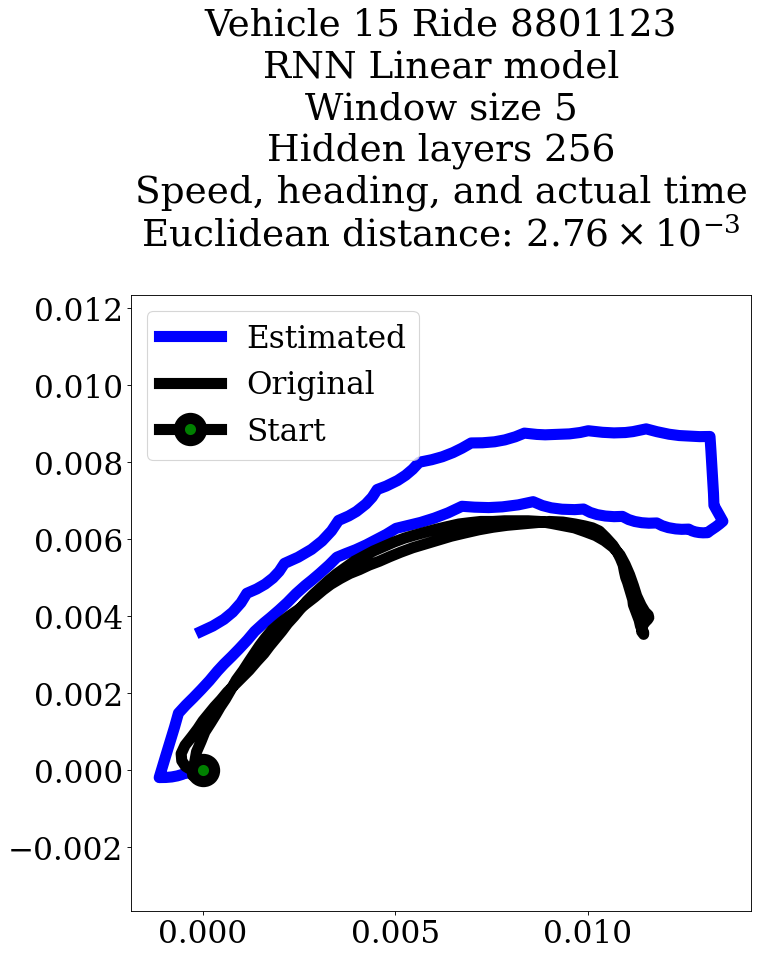 Vehicle 15 Ride 8801123
RNN Linear model
Window size 5
Hidden layers 256
Speed, heading, and actual time
Euclidean distance: 2.76 × 10⁻³
0.012
0.010
0.008
0.006
0.004
0.002
0.000
−0.002
Estimated
Original
Start
0.000 0.005 0.010